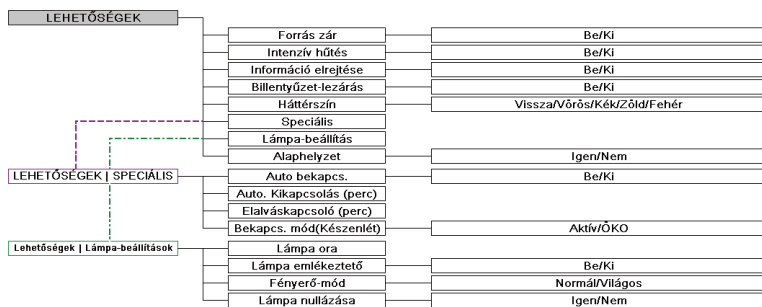 LEHETŐSÉGEK
Forrás zár Be/Ki
Intenzív hűtés Be/Ki
Információ elrejtése Be/Ki
Billentyűzet-lezárás Be/Ki
Háttérszín Vissza/Vörös/Kék/Zöld/Fehér
Speciális
Lámpa-beállítás
Alaphelyzet Igen/Nem
LEHETŐSÉGEK | SPECIÁLIS Auto bekapcs. Be/Ki
Auto. Kikapcsolás (perc)
Elalváskapcsoló (perc)
Bekapcs. mód(Készenlét) Aktív/ÖKO
Lehetőségek | Lámpa-beállítások Lámpa ora
Lámpa emlékeztető Be/Ki
Fényerő-mód Normál/Világos
Lámpa nullázása Igen/Nem